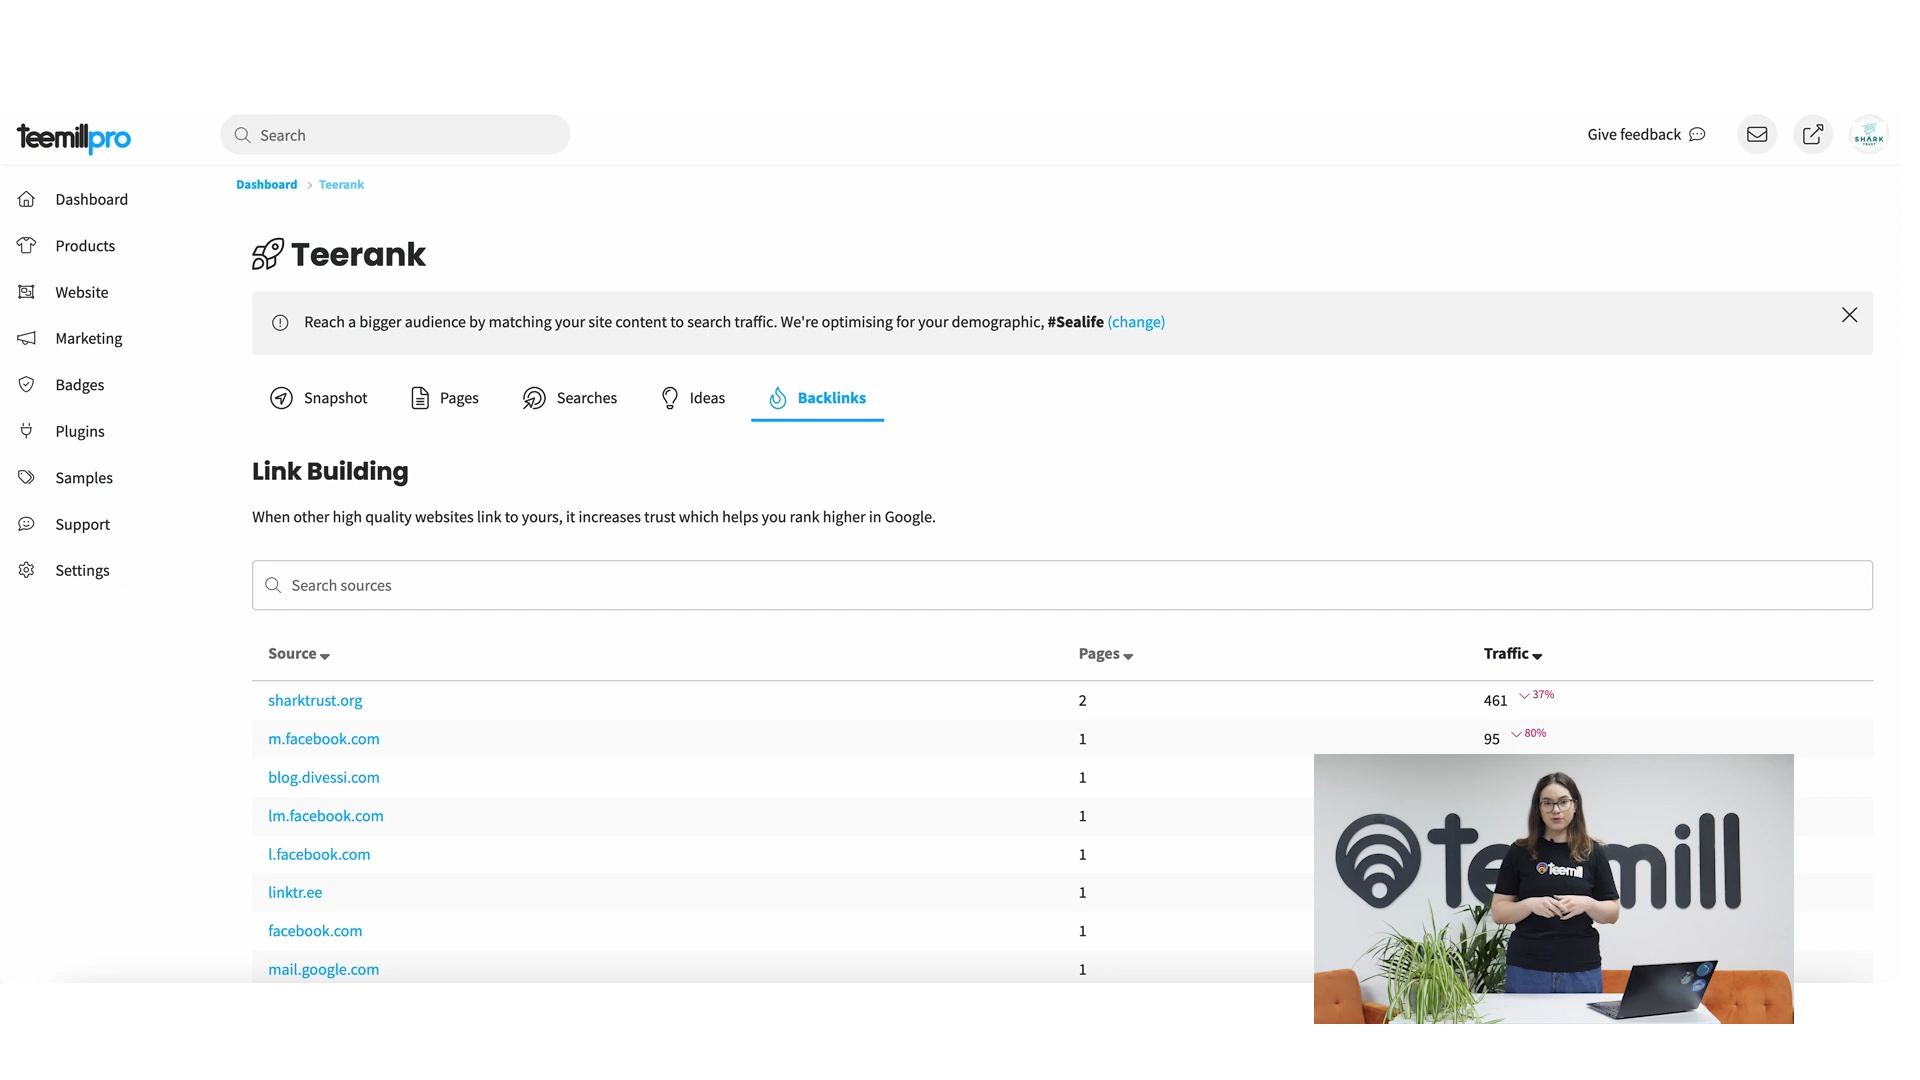 teemillpro
Search
Give feedback
SHARK
TRUST
Dashboard
Products
Website
Marketing
Badges
Plugins
Samples
Support
Settings
Dashboard > Teerank
Teerank
Reach a bigger audience by matching your site content to search traffic. We're optimising for your demographic, #Sealife (change)
Snapshot Pages Searches Ideas Backlinks
Link Building
When other high quality websites link to yours, it increases trust which helps you rank higher in Google.
Search sources
Source Pages Traffic
sharktrust.org 2 461 37%
m.facebook.com 1 95 80%
blog.divessi.com 1
lm.facebook.com 1
l.facebook.com 1
linktr.ee 1
facebook.com 1
mail.google.com 1
teemill
teemill